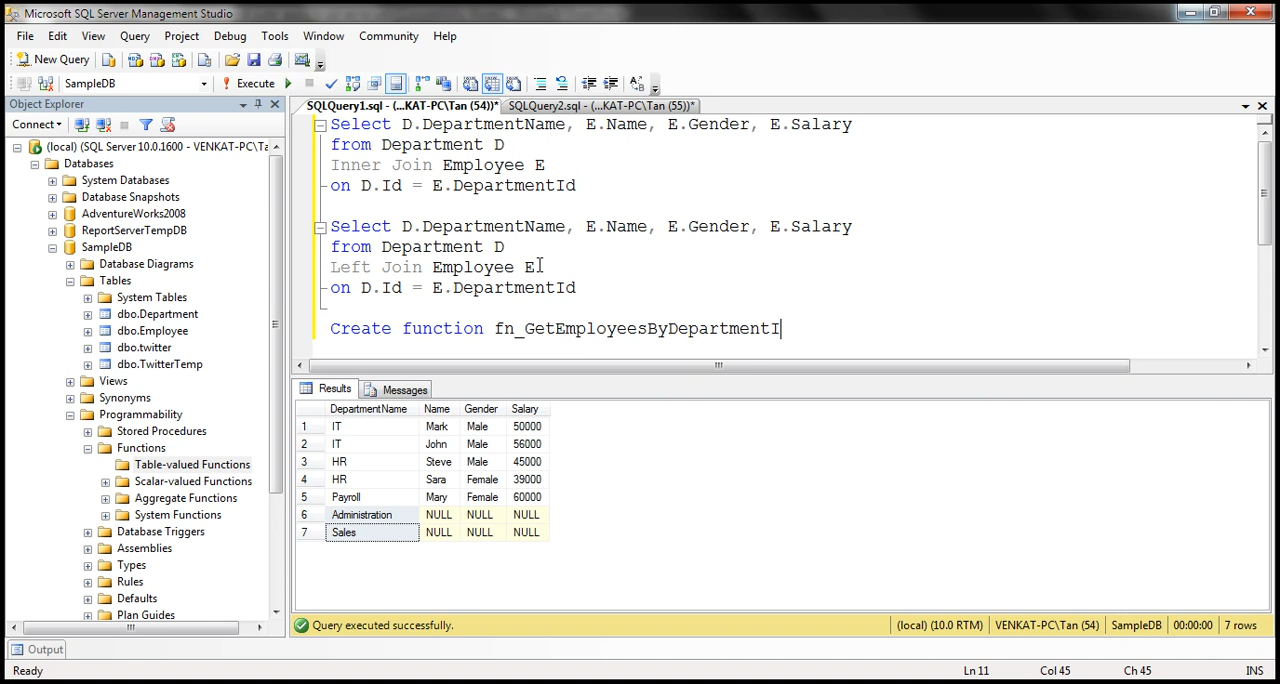 Microsoft SQL Server Management Studio
File Edit View Query Project Debug Tools Window Community Help
New Query
SampleDB Execute
Object Explorer
SQLQuery1.sql - (...KAT-PC\Tan (54))* SQLQuery2.sql - (...KAT-PC\Tan (55))*
Connect
(local) (SQL Server 10.0.1600 - VENKAT-PC\Ta
Databases
System Databases
Database Snapshots
AdventureWorks2008
ReportServerTempDB
SampleDB
Database Diagrams
Tables
System Tables
dbo.Department
dbo.Employee
dbo.twitter
dbo.TwitterTemp
Views
Synonyms
Programmability
Stored Procedures
Functions
Table-valued Functions
Scalar-valued Functions
Aggregate Functions
System Functions
Database Triggers
Assemblies
Types
Rules
Defaults
Plan Guides
Select D.DepartmentName, E.Name, E.Gender, E.Salary
from Department D
Inner Join Employee E
on D.Id = E.DepartmentId
Select D.DepartmentName, E.Name, E.Gender, E.Salary
from Department D
Left Join Employee E
on D.Id = E.DepartmentId
Create function fn_GetEmployeesByDepartmentI
Results Messages
DepartmentName Name Gender Salary
1 IT Mark Male 50000
2 IT John Male 56000
3 HR Steve Male 45000
4 HR Sara Female 39000
5 Payroll Mary Female 60000
6 Administration NULL NULL NULL
7 Sales NULL NULL NULL
Query executed successfully. (local) (10.0 RTM) VENKAT-PC\Tan (54) SampleDB 00:00:00 7 rows
Output
Ready Ln 11 Col 45 Ch 45 INS